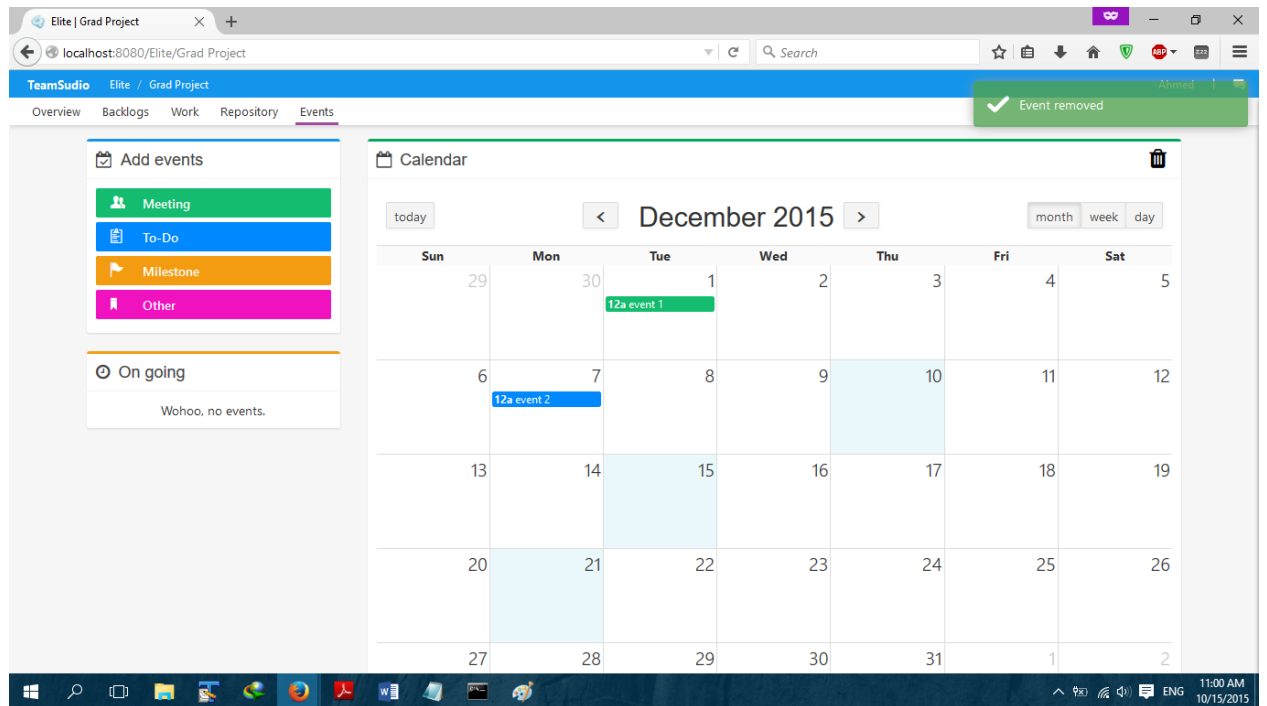 Elite | Grad Project
localhost:8080/Elite/Grad Project
Search
ABP
TeamSudio Elite / Grad Project Ahmed
Event removed
Overview Backlogs Work Repository Events
Add events
Meeting
To-Do
Milestone
Other
On going
Wohoo, no events.
Calendar
today December 2015 month week day
Sun Mon Tue Wed Thu Fri Sat
29 30 1 2 3 4 5
12a event 1
6 7 8 9 10 11 12
12a event 2
13 14 15 16 17 18 19
20 21 22 23 24 25 26
27 28 29 30 31 1 2
ENG
11:00 AM
10/15/2015